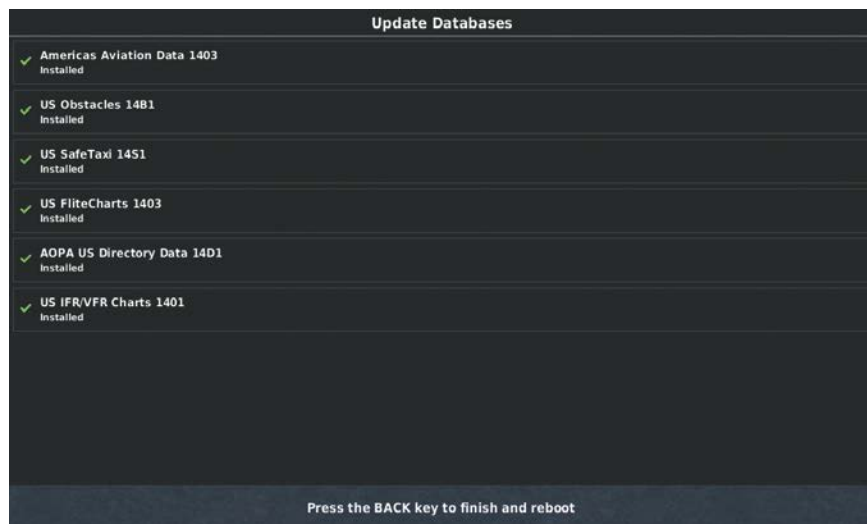 Update Databases
Americas Aviation Data 1403
Installed
US Obstacles 14B1
Installed
US SafeTaxi 14S1
Installed
US FliteCharts 1403
Installed
AOPA US Directory Data 14D1
Installed
US IFR/VFR Charts 1401
Installed
Press the BACK key to finish and reboot